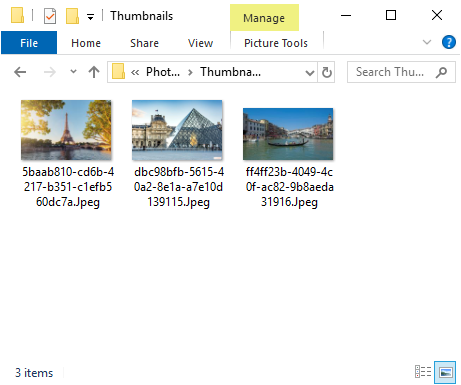 Thumbnails
Manage
File
Home
Share
View
Picture Tools
« Phot... > Thumbna...
Search Thu...
5baab810-cd6b-4
217-b351-c1efb5
60dc7a.Jpeg
dbc98bfb-5615-4
0a2-8e1a-a7e10d
139115.Jpeg
ff4ff23b-4049-4c
0f-ac82-9b8aeda
31916.Jpeg
3 items